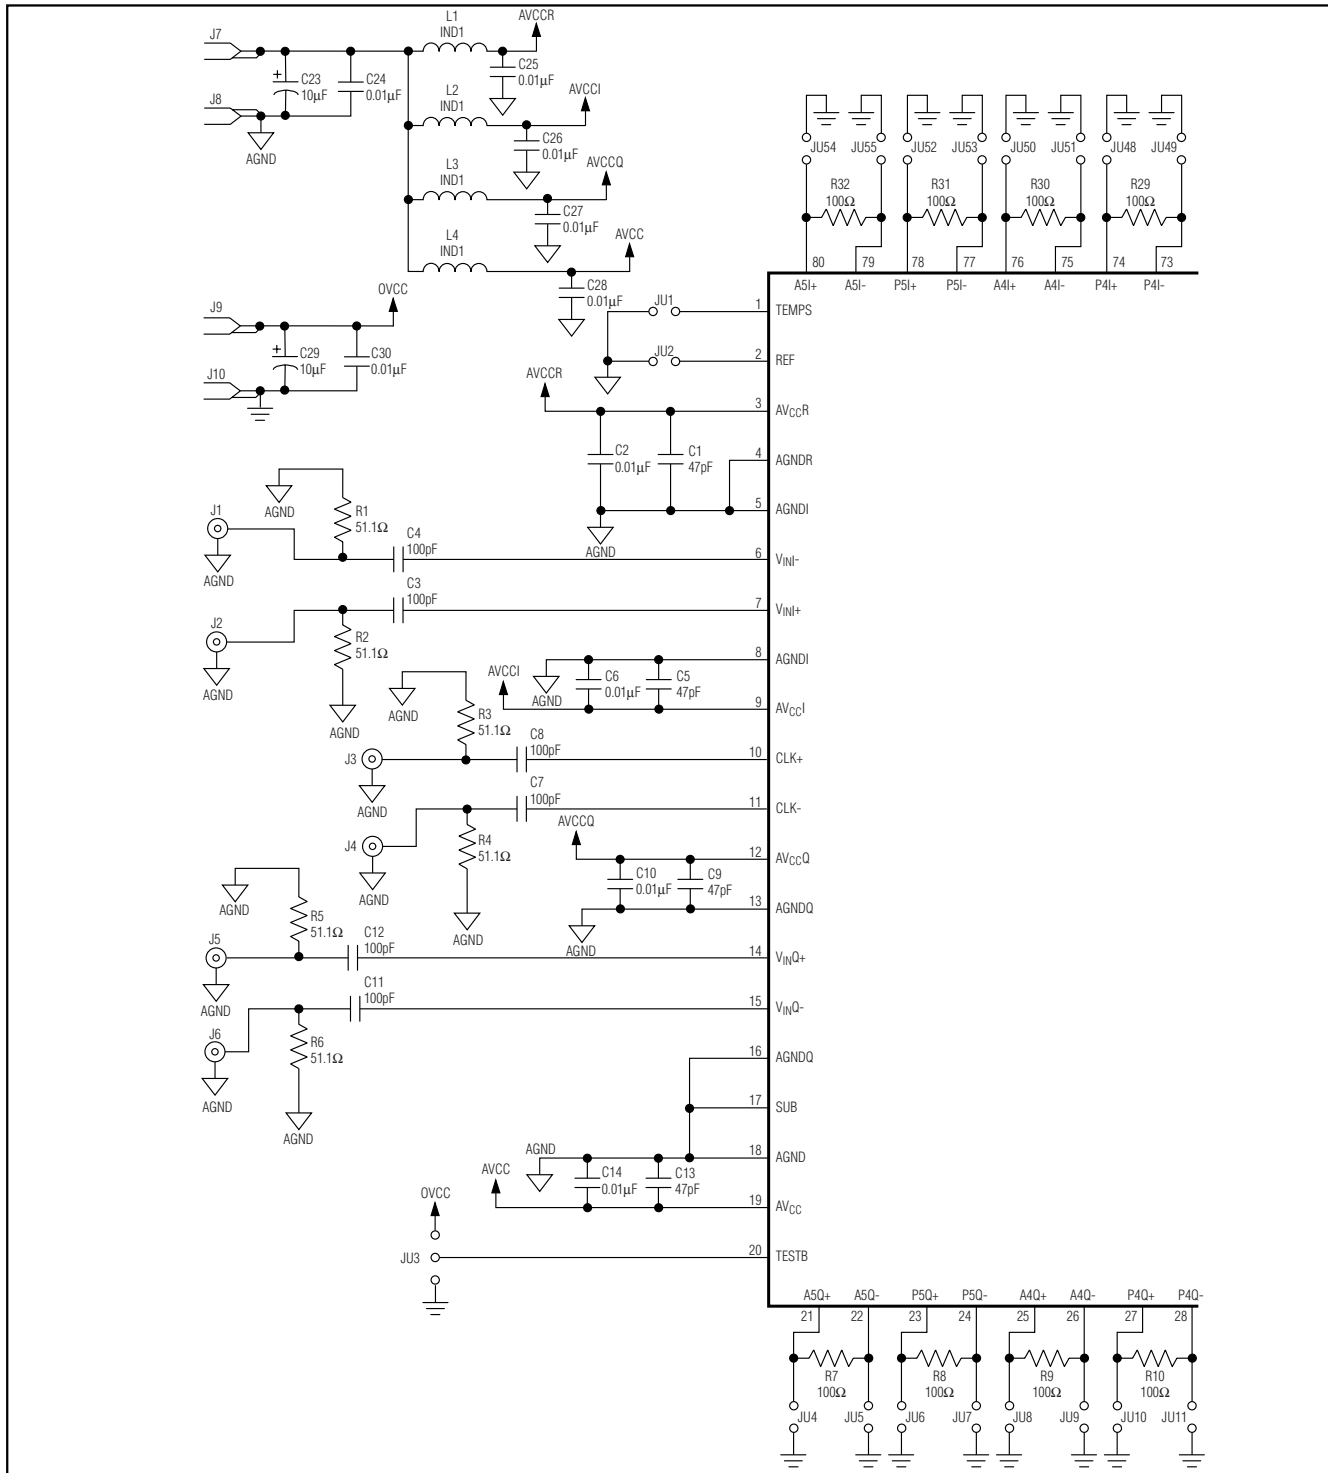 J7
J8
C23
10µF
C24
0.01µF
AGND
L1
IND1
AVCCR
C25
0.01µF
L2
IND1
AVCCI
C26
0.01µF
L3
IND1
AVCCQ
C27
0.01µF
L4
IND1
AVCC
C28
0.01µF
J9
J10
OVCC
C29
10µF
C30
0.01µF
JU54 JU55 JU52 JU53 JU50 JU51 JU48 JU49
R32 R31 R30 R29
100Ω 100Ω 100Ω 100Ω
80 79 78 77 76 75 74 73
A5I+ A5I- P5I+ P5I- A4I+ A4I- P4I+ P4I-
JU1
1 TEMPS
JU2
2 REF
AVCCR
3 AVCCR
C2
0.01µF
C1
47pF
4 AGNDR
5 AGNDI
AGND
AGND
R1
51.1Ω
J1
AGND
C4
100pF
6 VINI-
C3
100pF
7 VINI+
J2
AGND
R2
51.1Ω
AGND
8 AGNDI
AGND
C6
0.01µF
C5
47pF
AVCCI
9 AVCCI
AGND
R3
51.1Ω
J3
AGND
C8
100pF
10 CLK+
C7
100pF
11 CLK-
J4
AGND
R4
51.1Ω
AGND
AVCCQ
12 AVCCQ
C10
0.01µF
C9
47pF
13 AGNDQ
AGND
AGND
R5
51.1Ω
J5
AGND
C12
100pF
14 VINQ+
C11
100pF
15 VINQ-
J6
AGND
R6
51.1Ω
AGND
16 AGNDQ
17 SUB
AGND
18 AGND
C14
0.01µF
C13
47pF
AVCC
19 AVCC
OVCC
JU3
20 TESTB
A5Q+ A5Q- P5Q+ P5Q- A4Q+ A4Q- P4Q+ P4Q-
21 22 23 24 25 26 27 28
R7 R8 R9 R10
100Ω 100Ω 100Ω 100Ω
JU4 JU5 JU6 JU7 JU8 JU9 JU10 JU11
+
+